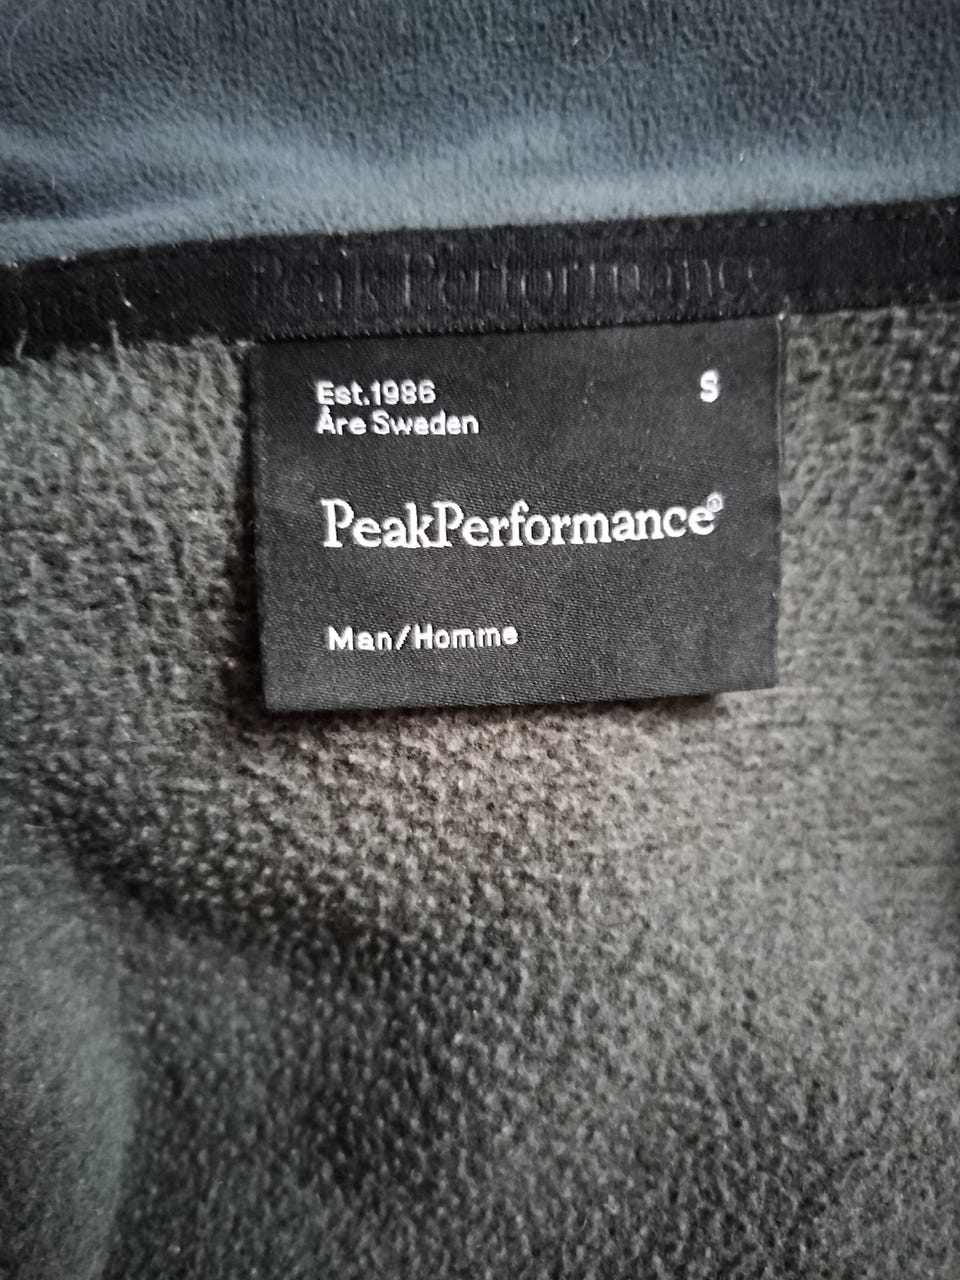 Peak Performance
Est.1986
S
Åre Sweden
PeakPerformance®
Man/Homme